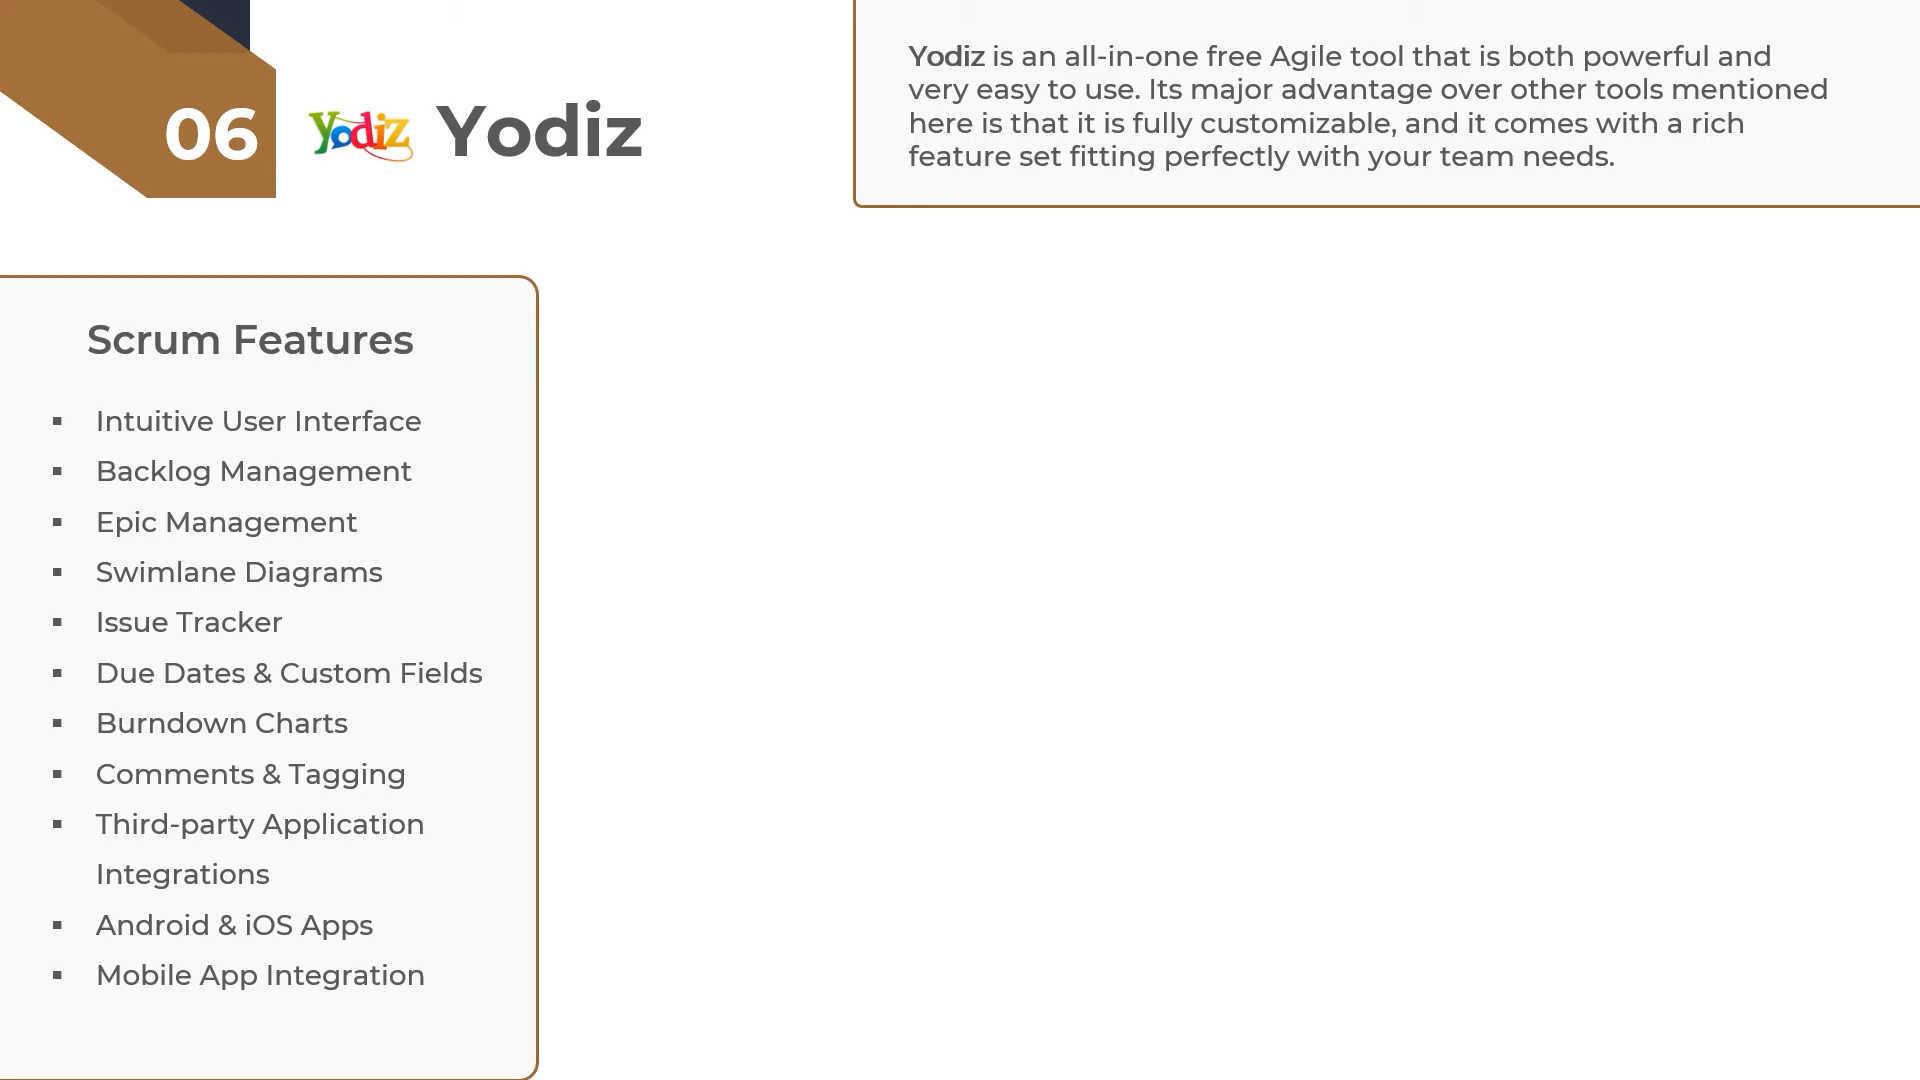 06 Yodiz Yodiz
Yodiz is an all-in-one free Agile tool that is both powerful and
very easy to use. Its major advantage over other tools mentioned
here is that it is fully customizable, and it comes with a rich
feature set fitting perfectly with your team needs.
Scrum Features
▪ Intuitive User Interface
▪ Backlog Management
▪ Epic Management
▪ Swimlane Diagrams
▪ Issue Tracker
▪ Due Dates & Custom Fields
▪ Burndown Charts
▪ Comments & Tagging
▪ Third-party Application
Integrations
▪ Android & iOS Apps
▪ Mobile App Integration